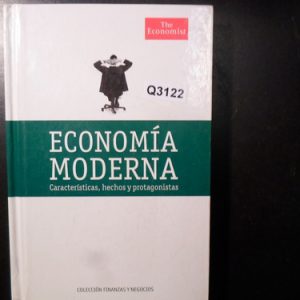 The
Economist
Q3122
ECONOMÍA
MODERNA
Características, hechos y protagonistas
COLECCIÓN FINANZAS Y NEGOCIOS